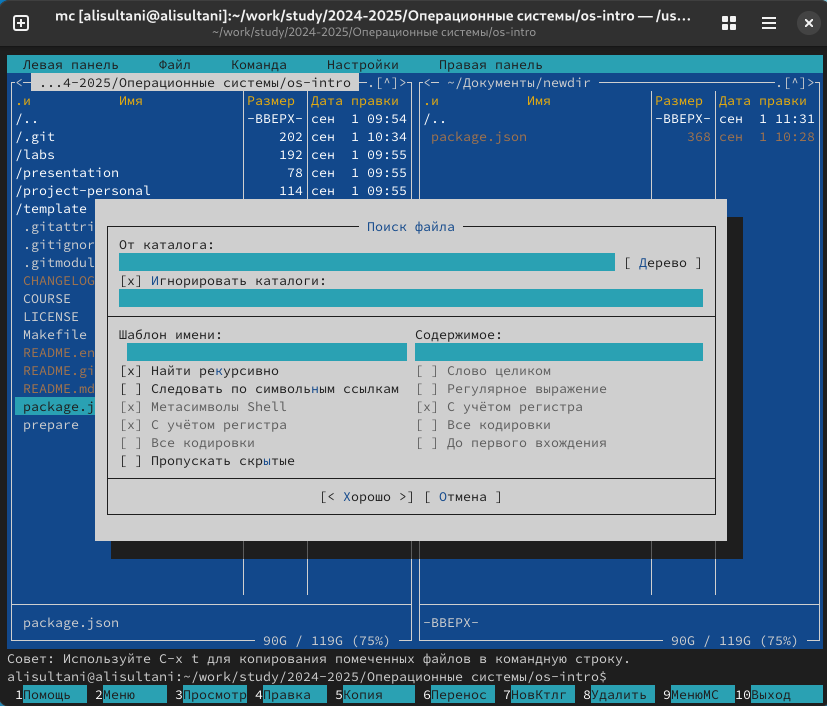 mc [alisultani@alisultani]:~/work/study/2024-2025/Операционные системы/os-intro — /us...
~/work/study/2024-2025/Операционные системы/os-intro
Левая панель Файл Команда Настройки Правая панель
<— ...4-2025/Операционные системы/os-intro —.[^]> <— ~/Документы/newdir —.[^]>
.и Имя Размер Дата правки .и Имя Размер Дата правки
/.. -ВВЕРХ- сен 1 09:54 /.. -ВВЕРХ- сен 1 11:31
/.git 202 сен 1 10:34 package.json 368 сен 1 10:28
/labs 192 сен 1 09:55
/presentation 78 сен 1 09:55
/project-personal 114 сен 1 09:55
/template
Поиск файла
.gitattri
От каталога:
.gitignor
.gitmodul
[ Дерево ]
CHANGELOG [x] Игнорировать каталоги:
COURSE
LICENSE
Makefile Шаблон имени: Содержимое:
README.en
README.gi [x] Найти рекурсивно [ ] Слово целиком
README.md [ ] Следовать по символьным ссылкам [ ] Регулярное выражение
package.j [x] Метасимволы Shell [x] С учётом регистра
prepare [x] С учётом регистра [ ] Все кодировки
[ ] Все кодировки [ ] До первого вхождения
[ ] Пропускать скрытые
[< Хорошо >] [ Отмена ]
package.json -ВВЕРХ-
90G / 119G (75%) 90G / 119G (75%)
Совет: Используйте C-x t для копирования помеченных файлов в командную строку.
alisultani@alisultani:~/work/study/2024-2025/Операционные системы/os-intro$
1Помощь 2Меню 3Просмотр 4Правка 5Копия 6Перенос 7НовКтлг 8Удалить 9МенюМС 10Выход